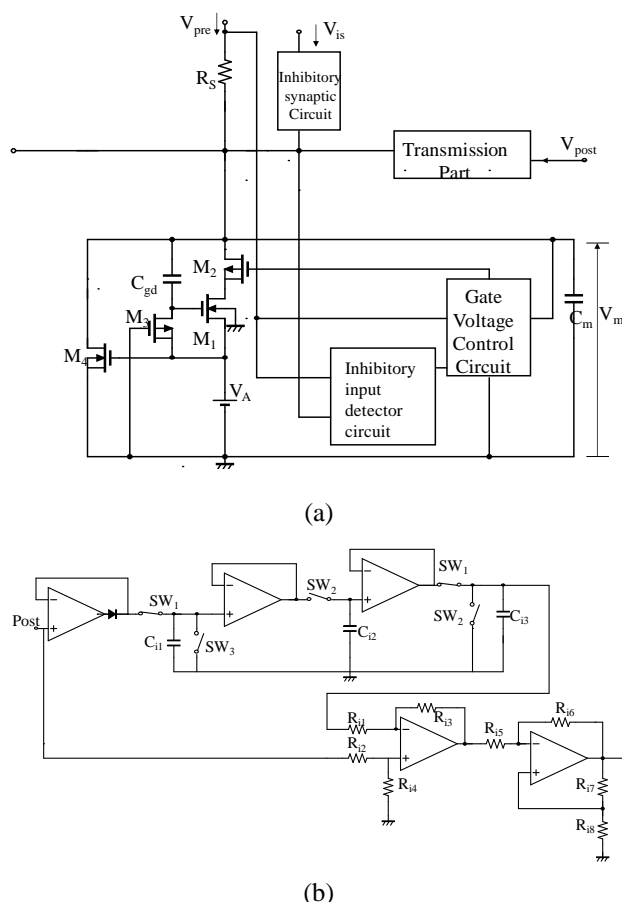 V_pre
V_is
R_S
Inhibitory
synaptic
Circuit
Transmission
Part
V_post
C_gd
M_2
M_3
M_1
M_4
V_A
Gate
Voltage
Control
Circuit
C_m
V_m
Inhibitory
input
detector
circuit
(a)
Post
SW_1
C_i1
SW_3
SW_2
C_i2
SW_1
SW_2
C_i3
R_i1
R_i2
R_i3
R_i4
R_i5
R_i6
R_i7
R_i8
(b)